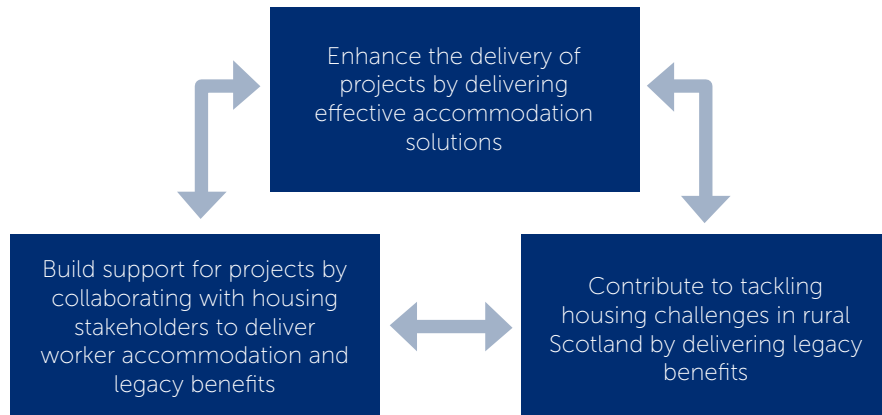 Enhance the delivery of
projects by delivering
effective accommodation
solutions
Build support for projects by
collaborating with housing
stakeholders to deliver
worker accommodation and
legacy benefits
Contribute to tackling
housing challenges in rural
Scotland by delivering legacy
benefits